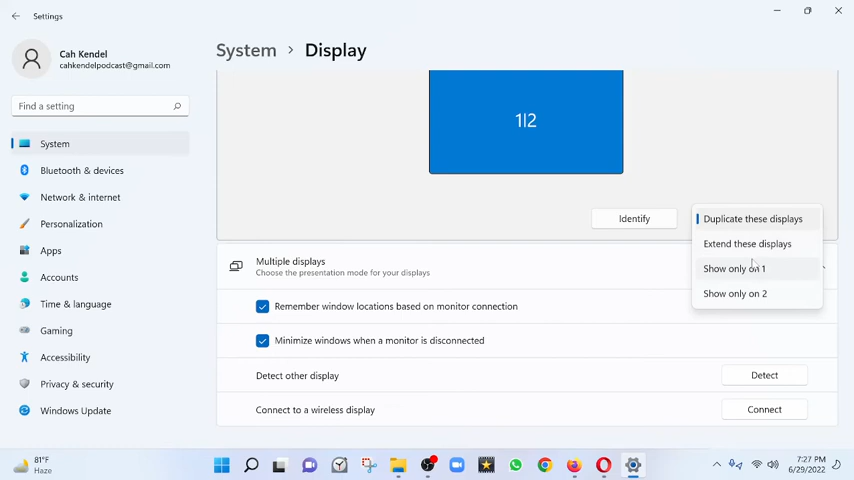 Settings
Cah Kendel
cahkendelpodcast@gmail.com
Find a setting
System
Bluetooth & devices
Network & internet
Personalization
Apps
Accounts
Time & language
Gaming
Accessibility
Privacy & security
Windows Update
System > Display
1|2
Identify
Duplicate these displays
Extend these displays
Show only on 1
Show only on 2
Multiple displays
Choose the presentation mode for your displays
Remember window locations based on monitor connection
Minimize windows when a monitor is disconnected
Detect other display
Detect
Connect to a wireless display
Connect
81°F
Haze
7:27 PM
6/29/2022